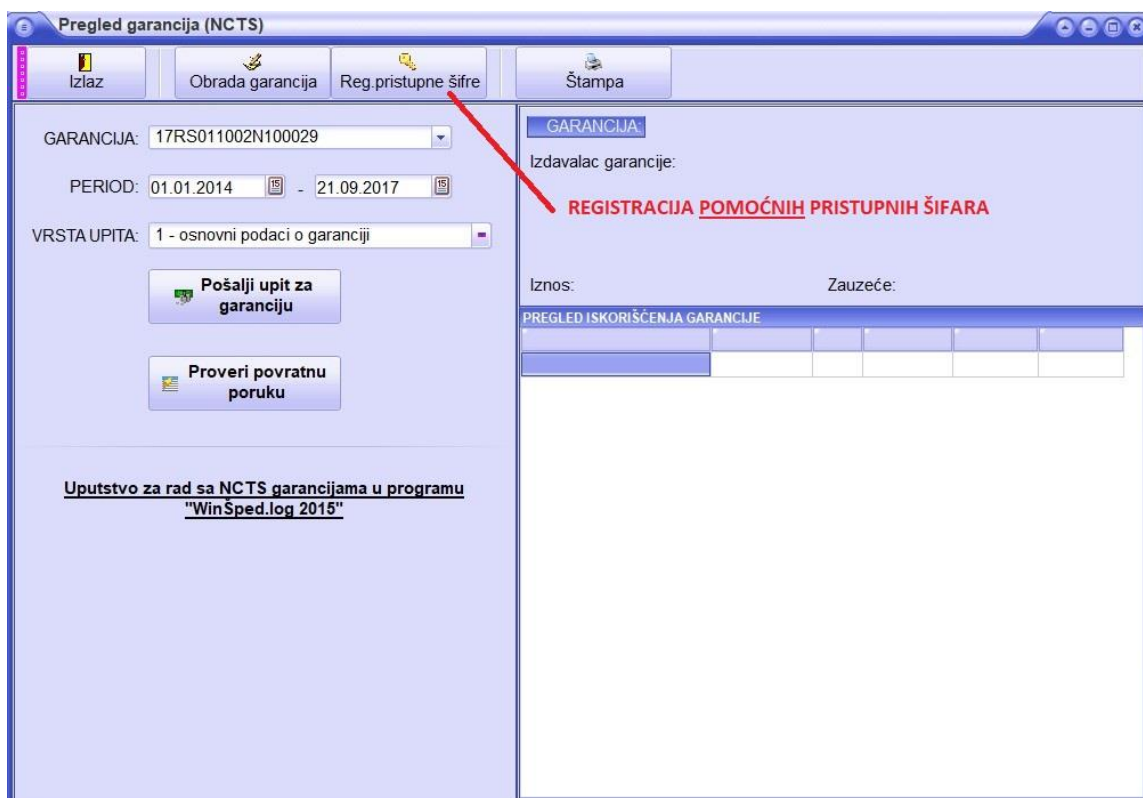 Pregled garancija (NCTS)
Izlaz
Obrada garancija
Reg.pristupne šifre
Štampa
GARANCIJA: 17RS011002N100029
PERIOD: 01.01.2014 15 - 21.09.2017 15
VRSTA UPITA: 1 - osnovni podaci o garanciji
Pošalji upit za
garanciju
Proveri povratnu
poruku
Uputstvo za rad sa NCTS garancijama u programu
"WinŠped.log 2015"
GARANCIJA:
Izdavalac garancije:
REGISTRACIJA POMOĆNIH PRISTUPNIH ŠIFARA
Iznos: Zauzeće:
PREGLED ISKORIŠĆENJA GARANCIJE